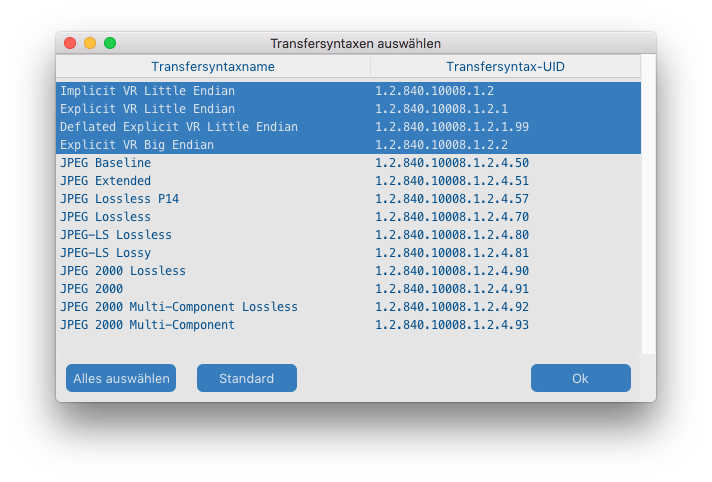 Transfersyntaxen auswählen
Transfersyntaxname Transfersyntax-UID
Implicit VR Little Endian 1.2.840.10008.1.2
Explicit VR Little Endian 1.2.840.10008.1.2.1
Deflated Explicit VR Little Endian 1.2.840.10008.1.2.1.99
Explicit VR Big Endian 1.2.840.10008.1.2.2
JPEG Baseline 1.2.840.10008.1.2.4.50
JPEG Extended 1.2.840.10008.1.2.4.51
JPEG Lossless P14 1.2.840.10008.1.2.4.57
JPEG Lossless 1.2.840.10008.1.2.4.70
JPEG-LS Lossless 1.2.840.10008.1.2.4.80
JPEG-LS Lossy 1.2.840.10008.1.2.4.81
JPEG 2000 Lossless 1.2.840.10008.1.2.4.90
JPEG 2000 1.2.840.10008.1.2.4.91
JPEG 2000 Multi-Component Lossless 1.2.840.10008.1.2.4.92
JPEG 2000 Multi-Component 1.2.840.10008.1.2.4.93
Alles auswählen Standard Ok